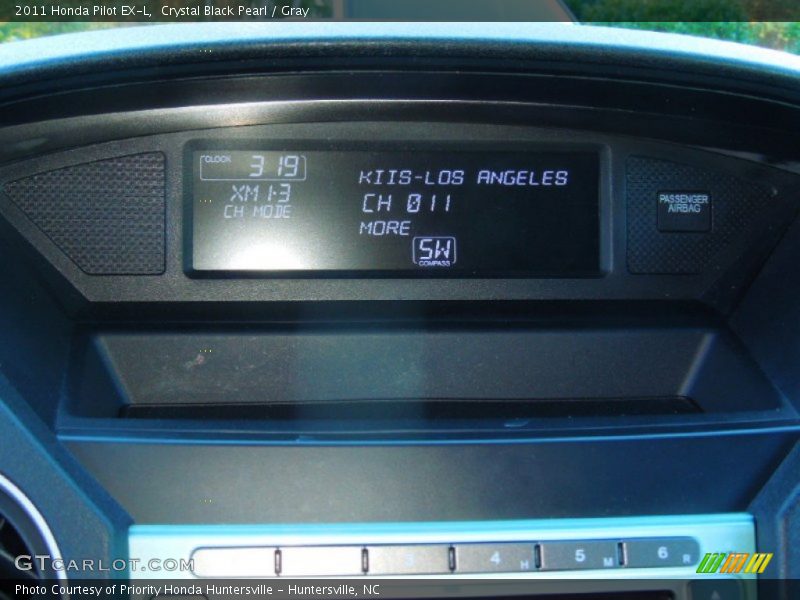 2011 Honda Pilot EX-L, Crystal Black Pearl / Gray
CLOCK 3 19
XM 1-3
CH MODE
KIIS-LOS ANGELES
CH 011
MORE
SW
COMPASS
PASSENGER
AIRBAG
4 H 5 M 6 R
GTCARLOT.COM
Photo Courtesy of Priority Honda Huntersville - Huntersville, NC